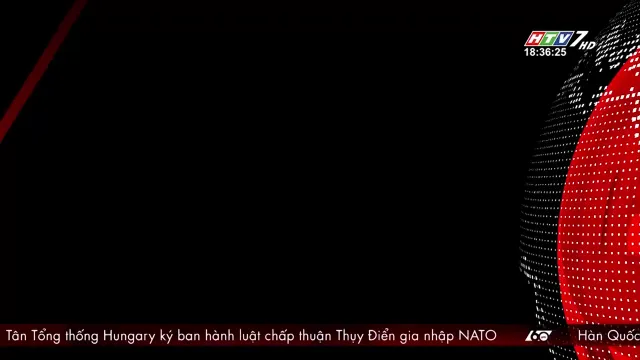 HTV7 HD
18:36:25
Tân Tổng thống Hungary ký ban hành luật chấp thuận Thụy Điển gia nhập NATO 60 Hàn Quốc